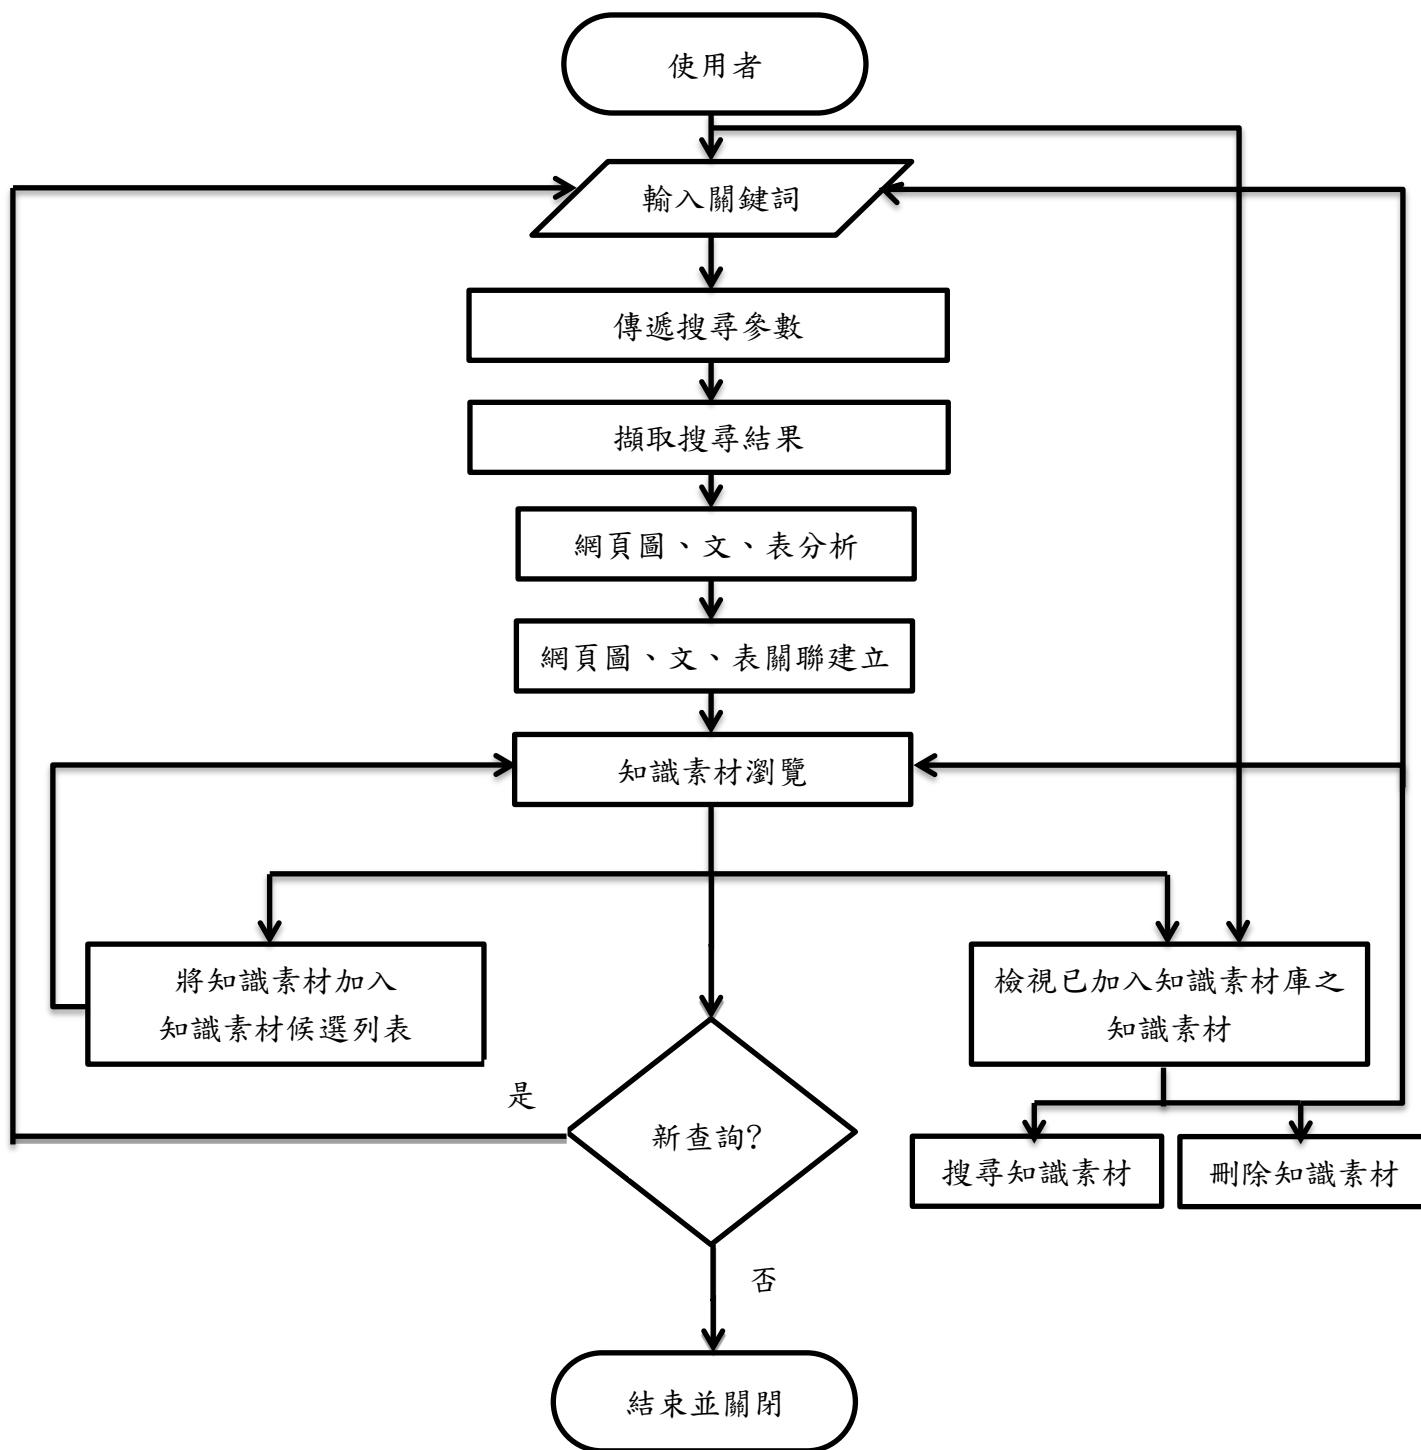 使用者
輸入關鍵詞
傳遞搜尋參數
擷取搜尋結果
網頁圖、文、表分析
網頁圖、文、表關聯建立
知識素材瀏覽
將知識素材加入
知識素材候選列表
檢視已加入知識素材庫之
知識素材
是
新查詢?
搜尋知識素材
刪除知識素材
否
結束並關閉